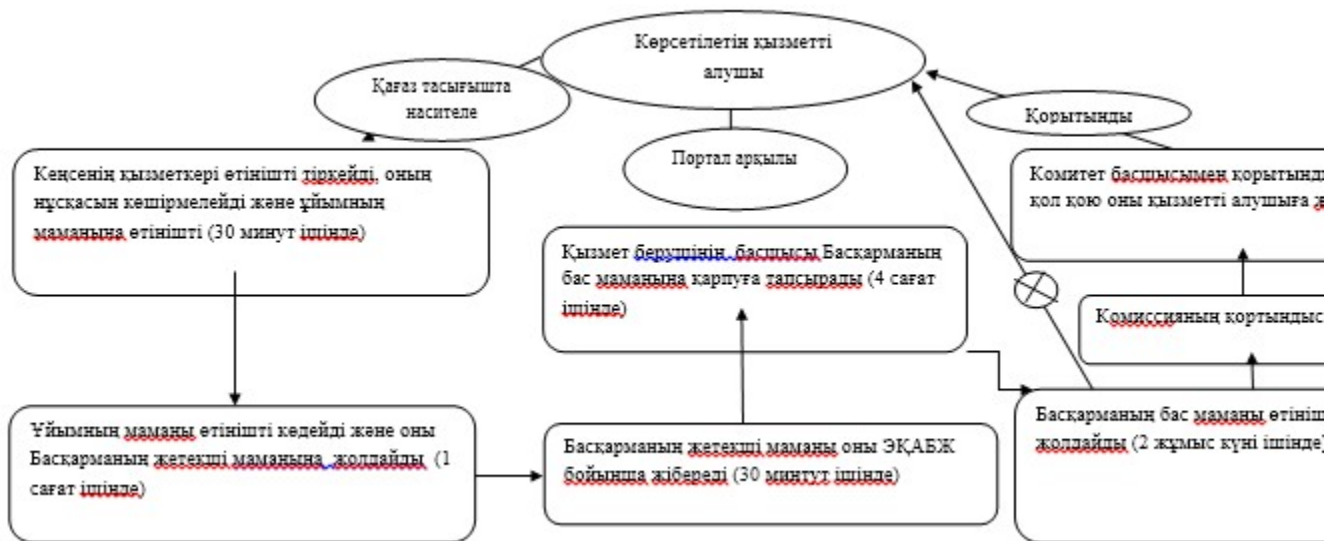 Көрсетілетін қызметті
алушы
Қағаз тасығышта
насителе
Қорытынды
Портал арқылы
Кеңсенің қызметкері өтінішті тіркейді, оның
нұсқасын көшірмелейді және ұйымның
маманына өтінішті (30 минут ішінде)
Комитет басшысымен қорытынды
қол қою оны қызметті алушыға
Қызмет берушінің басшысы Басқарманың
бас маманына қарпуға тапсырады (4 сағат
ішінде)
Комиссияның қортындыс
Ұйымның маманы өтінішті көдейді және оны
Басқарманың жетекші маманына жолдайды (1
сағат ішінде)
Басқарманың жетекші маманы оны ЭҚАБЖ
бойынша жібереді (30 минтут ішінде)
Басқарманың бас маманы өтініш
жолдайды (2 жұмыс күні ішінде)